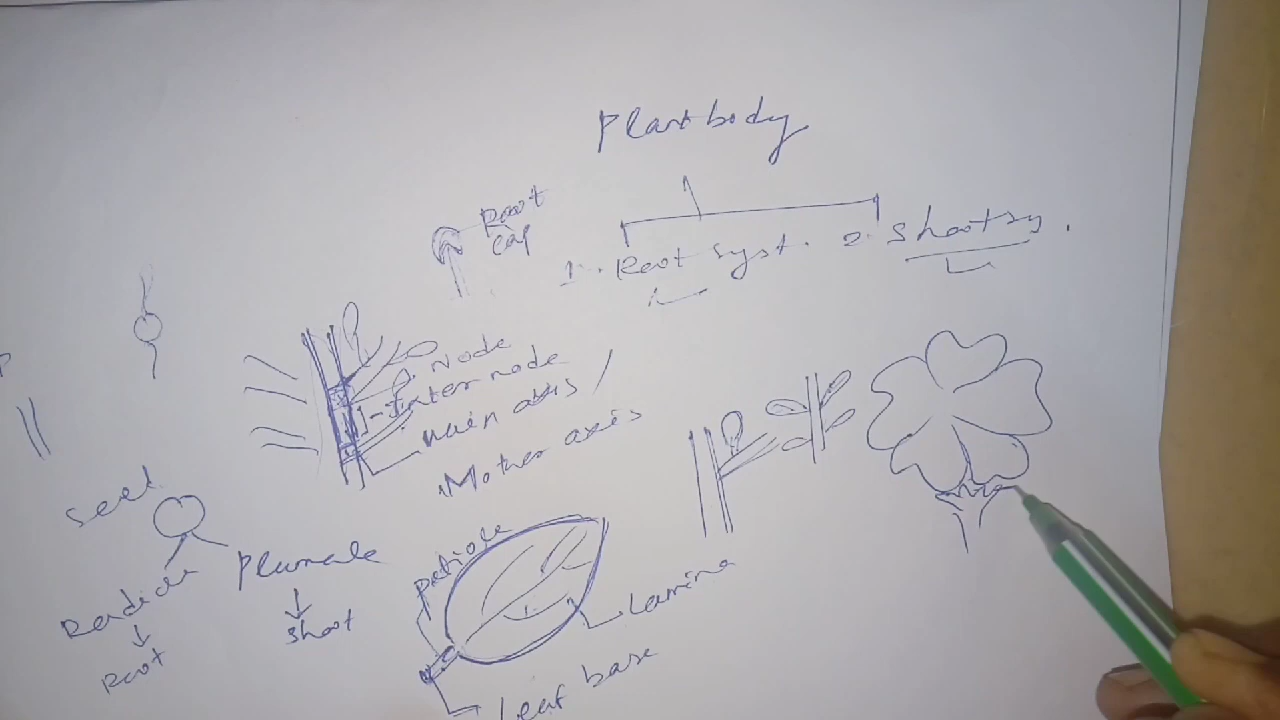 Plant body
1. Root syst. 2. Shoot sy.
Root
cap
Node
Inter node
Main axis /
Mother axis
Seed
Plumule
Shoot
Root
petiole
Lamina
Leaf base